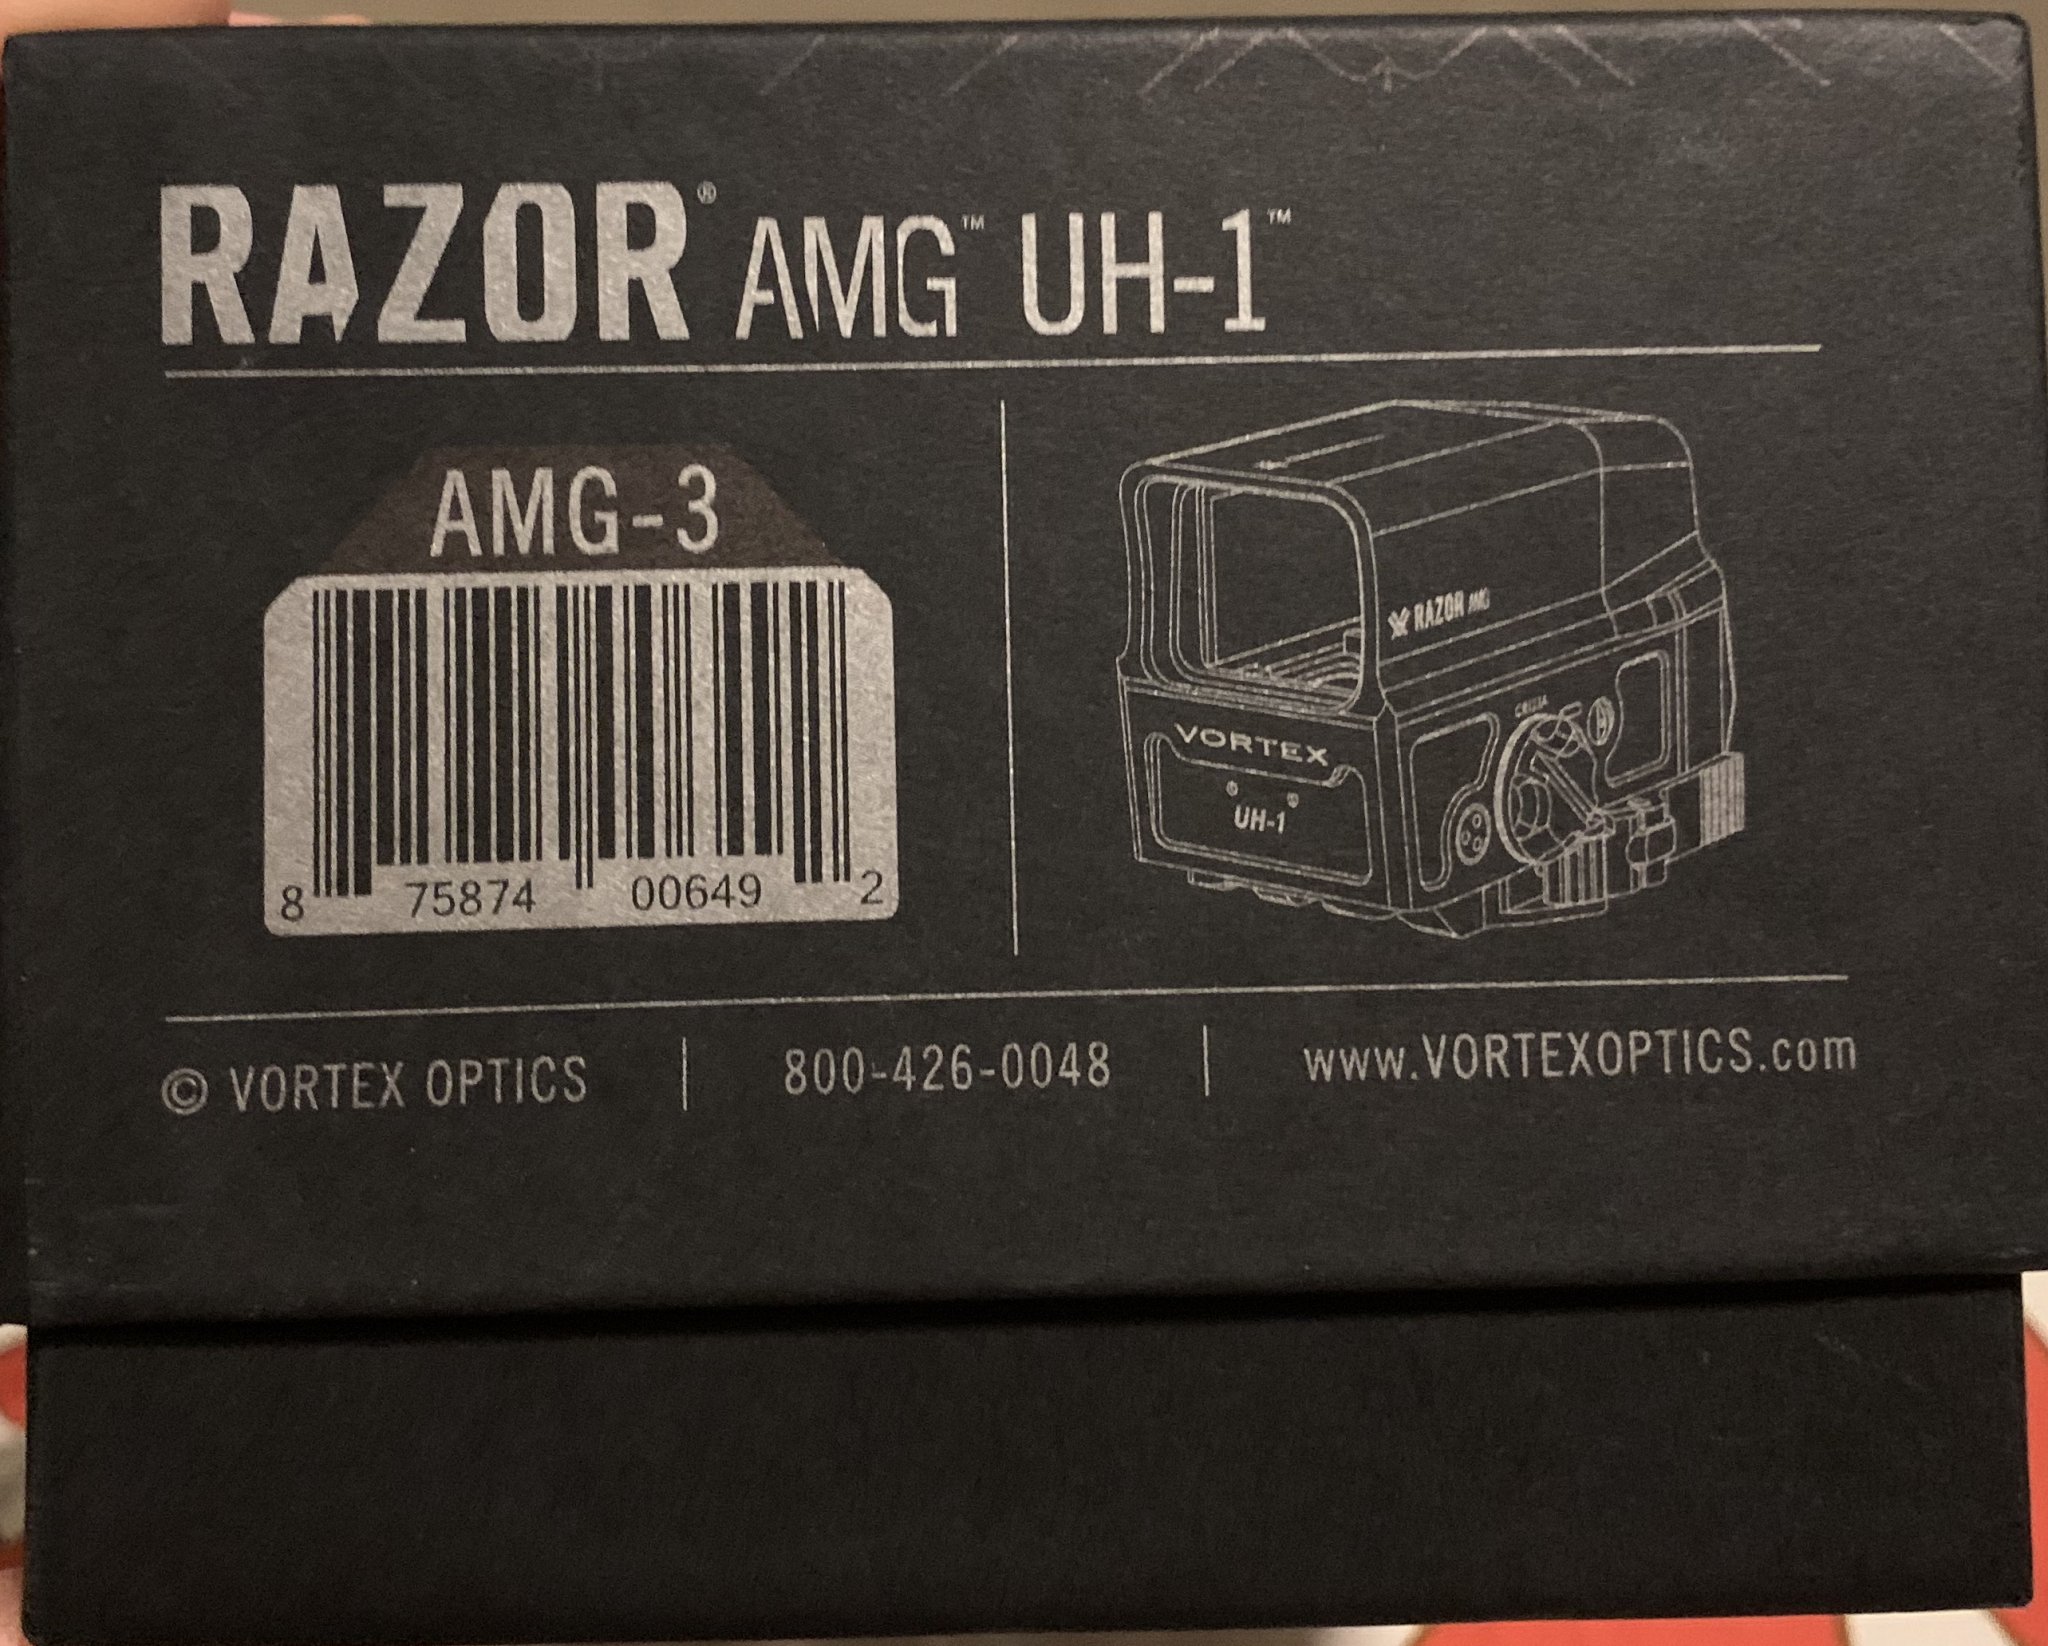 RAZOR® AMG™ UH-1™
AMG-3
8 75874 00649 2
RAZOR AMG
VORTEX
UH-1
© VORTEX OPTICS | 800-426-0048 | www.VORTEXOPTICS.com